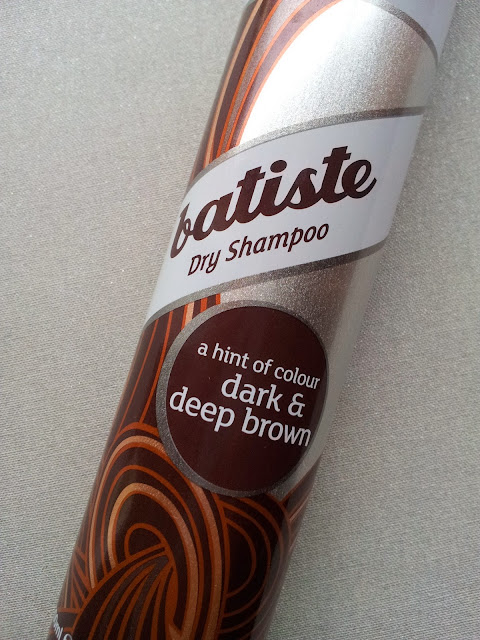 batiste
Dry Shampoo
a hint of colour
dark &
deep brown